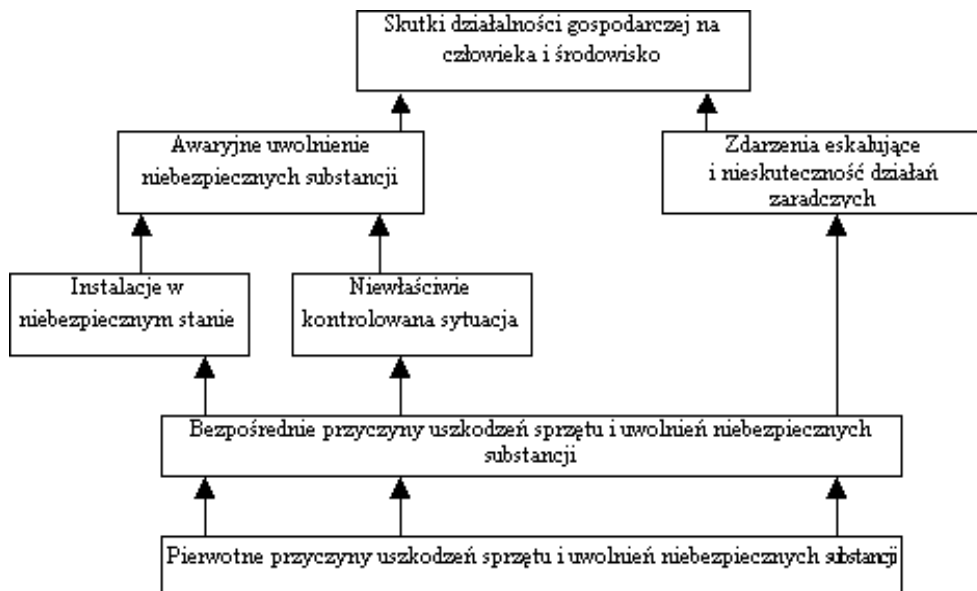 Skutki działalności gospodarczej na
człowieka i środowisko
Awaryjne uwolnienie
niebezpiecznych substancji
Zdarzenia eskalujące
i nieskuteczność działań
zaradczych
Instalacje w
niebezpiecznym stanie
Niewłaściwie
kontrolowana sytuacja
Bezpośrednie przyczyny uszkodzeń sprzętu i uwolnień niebezpiecznych
substancji
Pierwotne przyczyny uszkodzeń sprzętu i uwolnień niebezpiecznych substancji